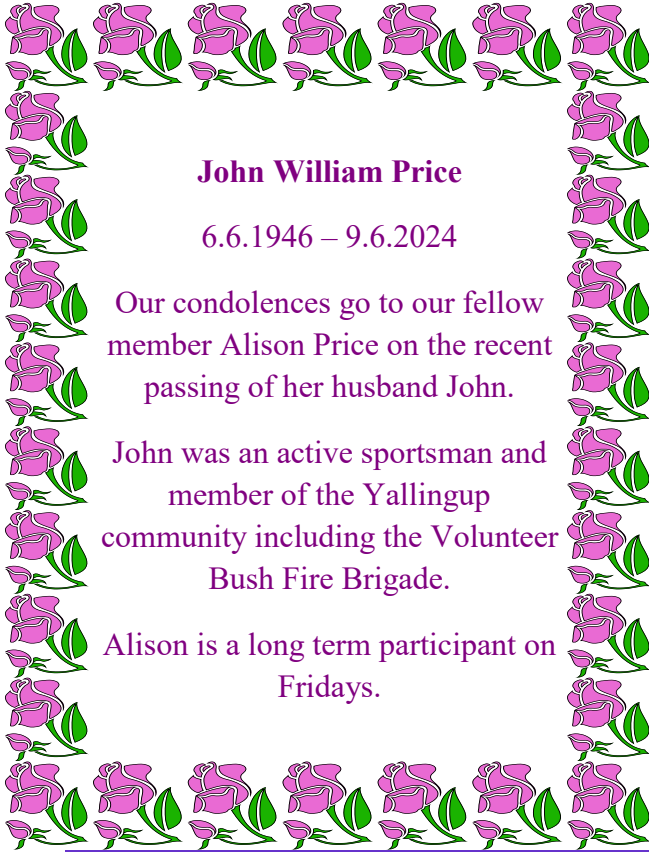 John William Price
6.6.1946 – 9.6.2024
Our condolences go to our fellow
member Alison Price on the recent
passing of her husband John.
John was an active sportsman and
member of the Yallingup
community including the Volunteer
Bush Fire Brigade.
Alison is a long term participant on
Fridays.